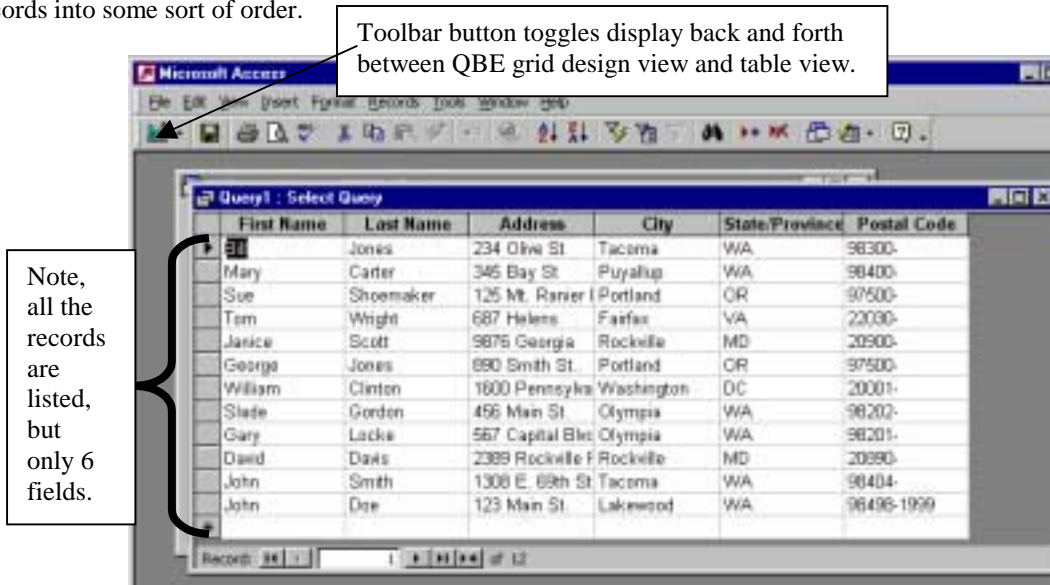 cords into some sort of order.
Toolbar button toggles display back and forth
between QBE grid design view and table view.
Microsoft Access
File Edit View Insert Format Records Tools Window Help
Query1 : Select Query
First Name Last Name Address City State/Province Postal Code
Jones 234 Olive St Tacoma WA 98300-
Mary Carter 345 Bay St Puyallup WA 98400-
Sue Shoemaker 125 Mt. Ranier Portland OR 97500-
Tom Wright 687 Helens Fairfax VA 22030-
Janice Scott 9876 Georgia Rockville MD 20900-
George Jones 890 Smith St. Portland OR 97500-
William Clinton 1600 Washington DC 20001-
Slade Gordon 456 Main St Olympia WA 98202-
Gary Locke 567 Capital Olympia WA 98201-
David Davis 2389 Rockville Rockville MD 20890-
John Smith 1308 E. 69th St Tacoma WA 98404-
John Doe 123 Main St. Lakewood WA 98498-1999
Record: 1 of 12
Note,
all the
records
are
listed,
but
only 6
fields.